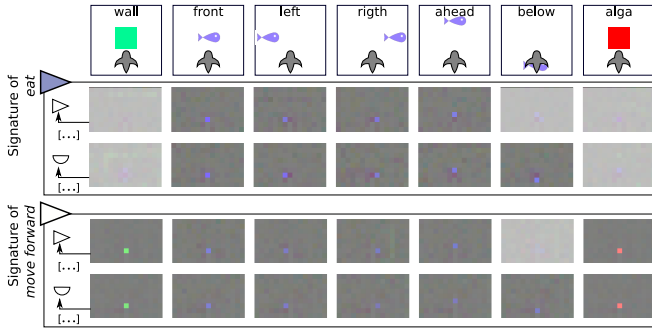 wall front left rigth ahead below alga
Signature of
eat
[...]
[...]
Signature of
move forward
[...]
[...]